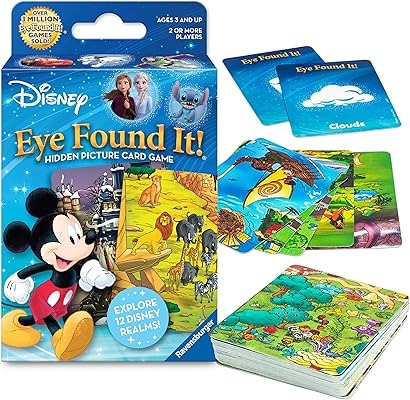 OVER
1 MILLION
Eye Found It!
GAMES
SOLD!
AGES 3 AND UP
2 OR MORE
PLAYERS
Disney
Eye Found It!
HIDDEN PICTURE CARD GAME
EXPLORE
12 DISNEY
REALMS!
Ravensburger
Eye Found It!
Eye Found It!
Clouds